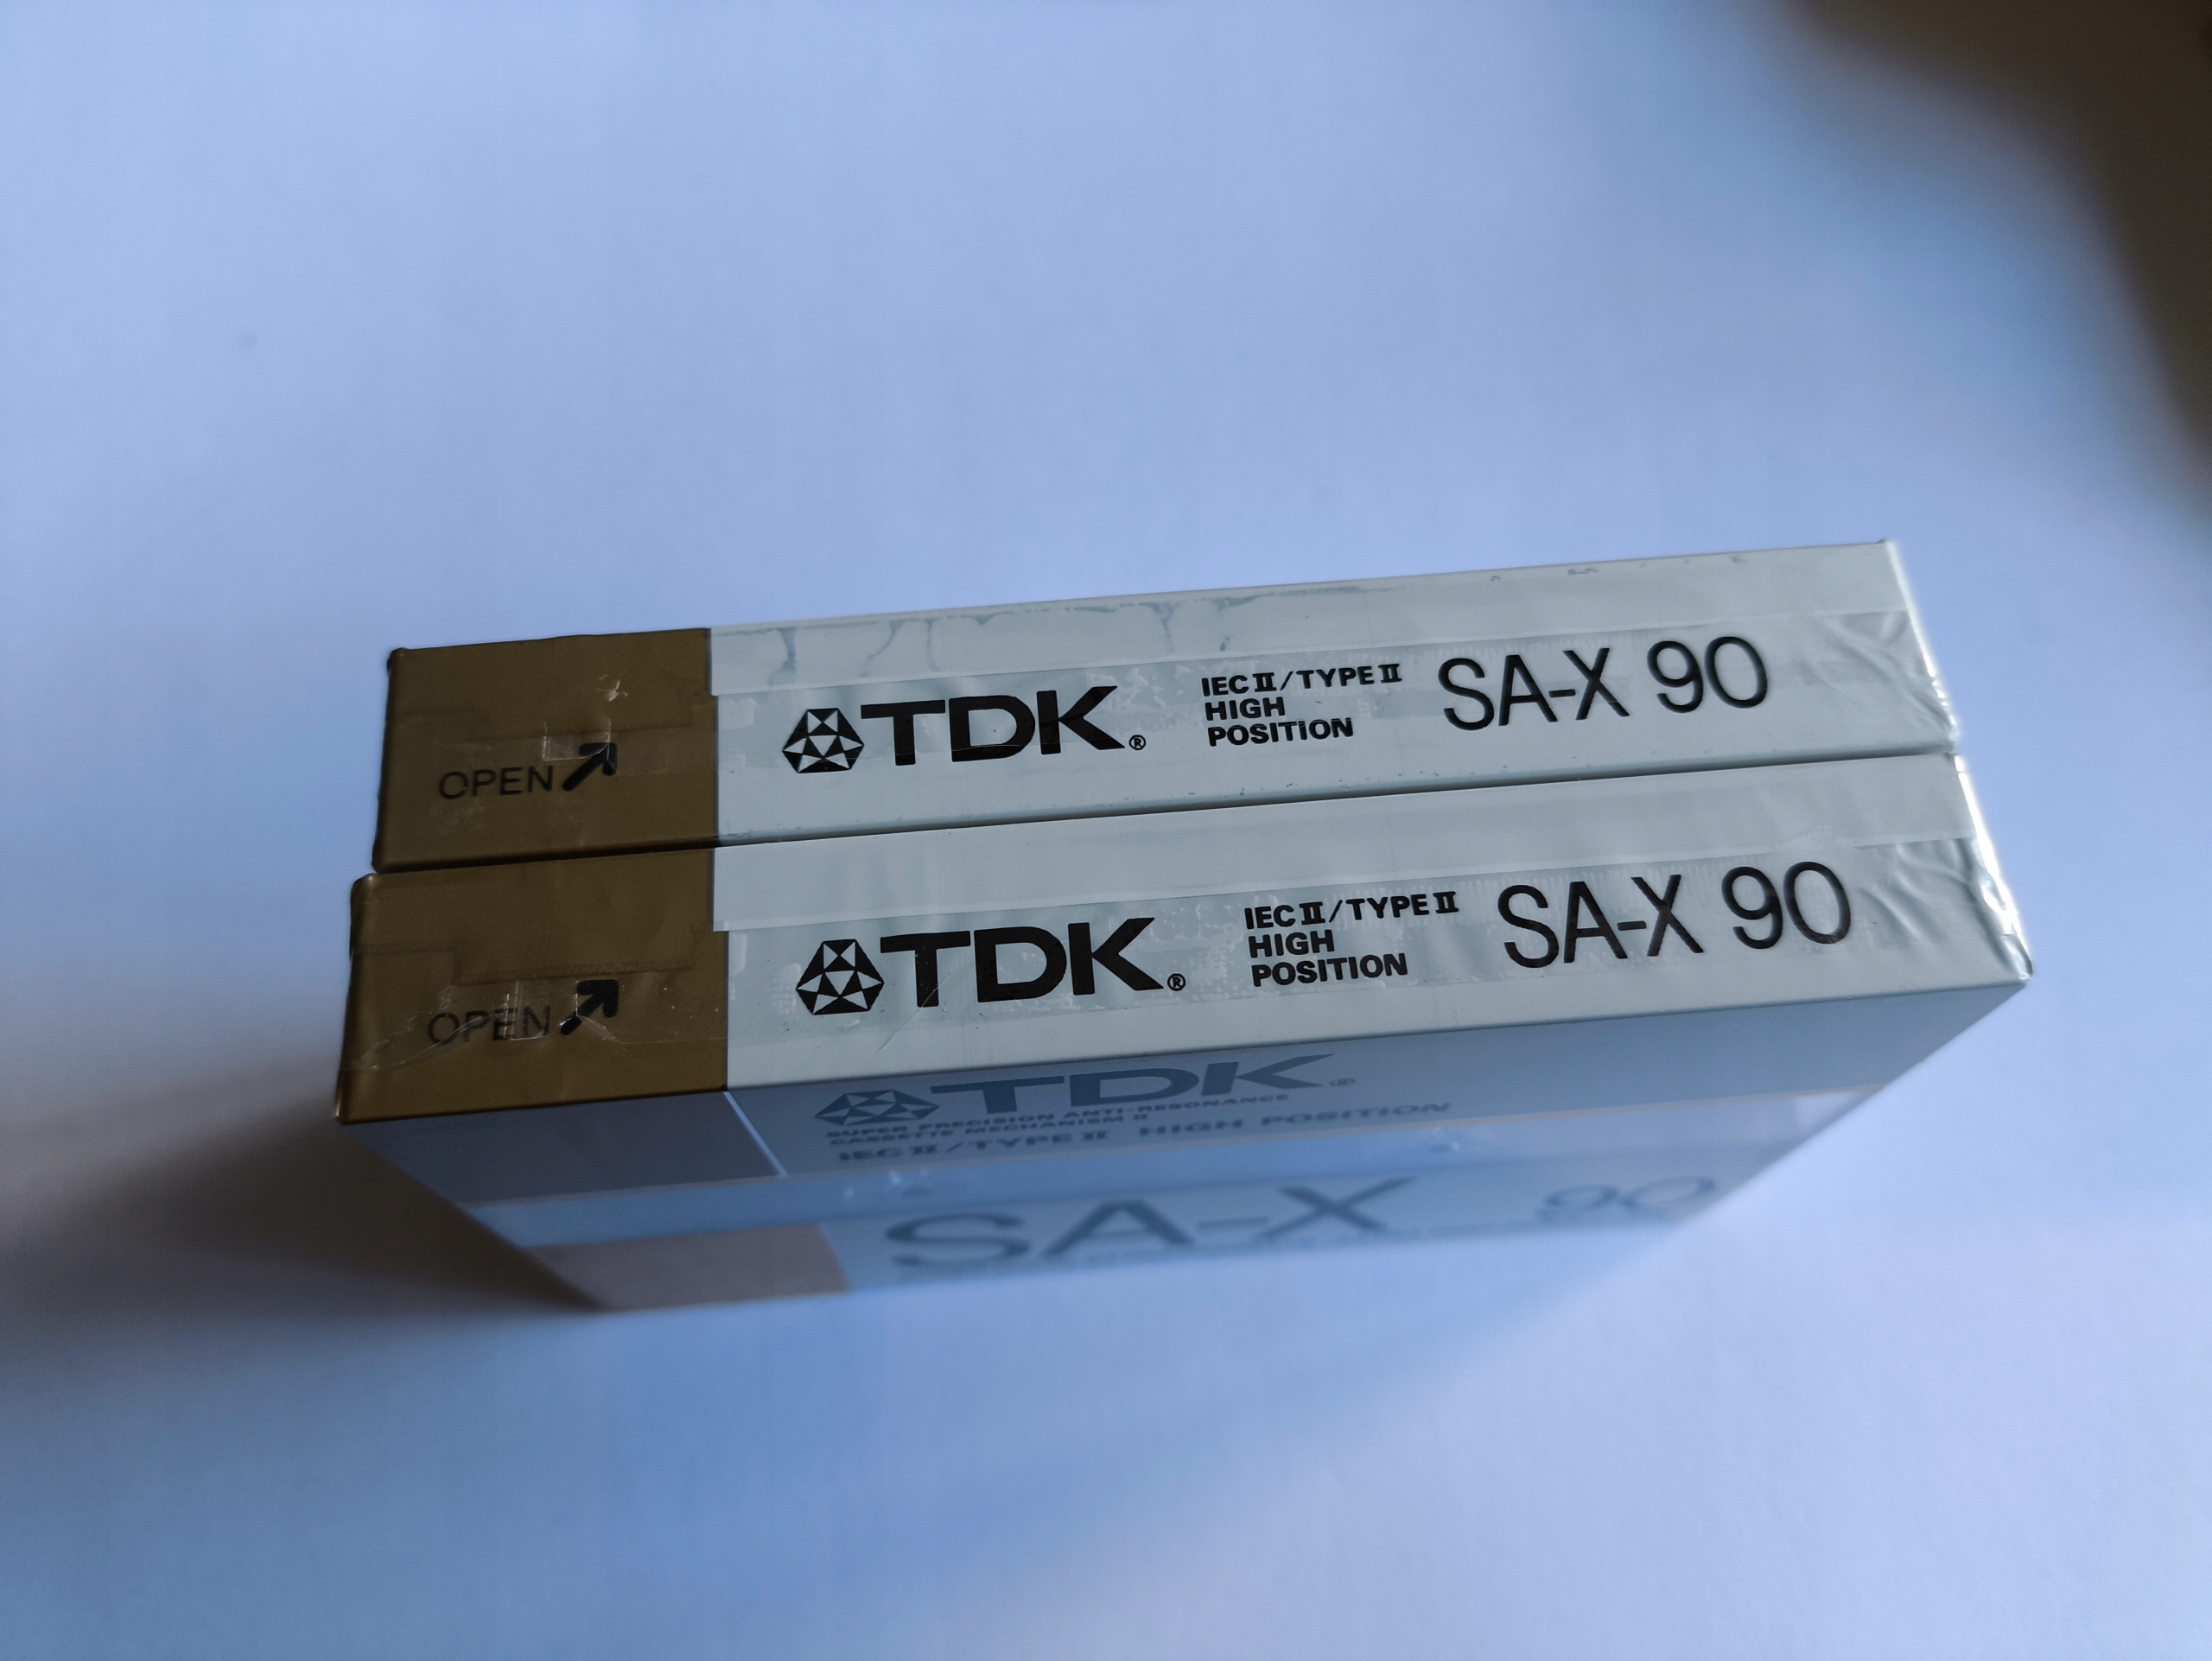 OPEN TDK® IEC II/TYPE II HIGH POSITION SA-X 90
OPEN TDK® IEC II/TYPE II HIGH POSITION SA-X 90
TDK®
SUPER PRECISION ANTI-RESONANCE
CASSETTE MECHANISM II
IEC II/TYPE II HIGH POSITION
SA-X 90